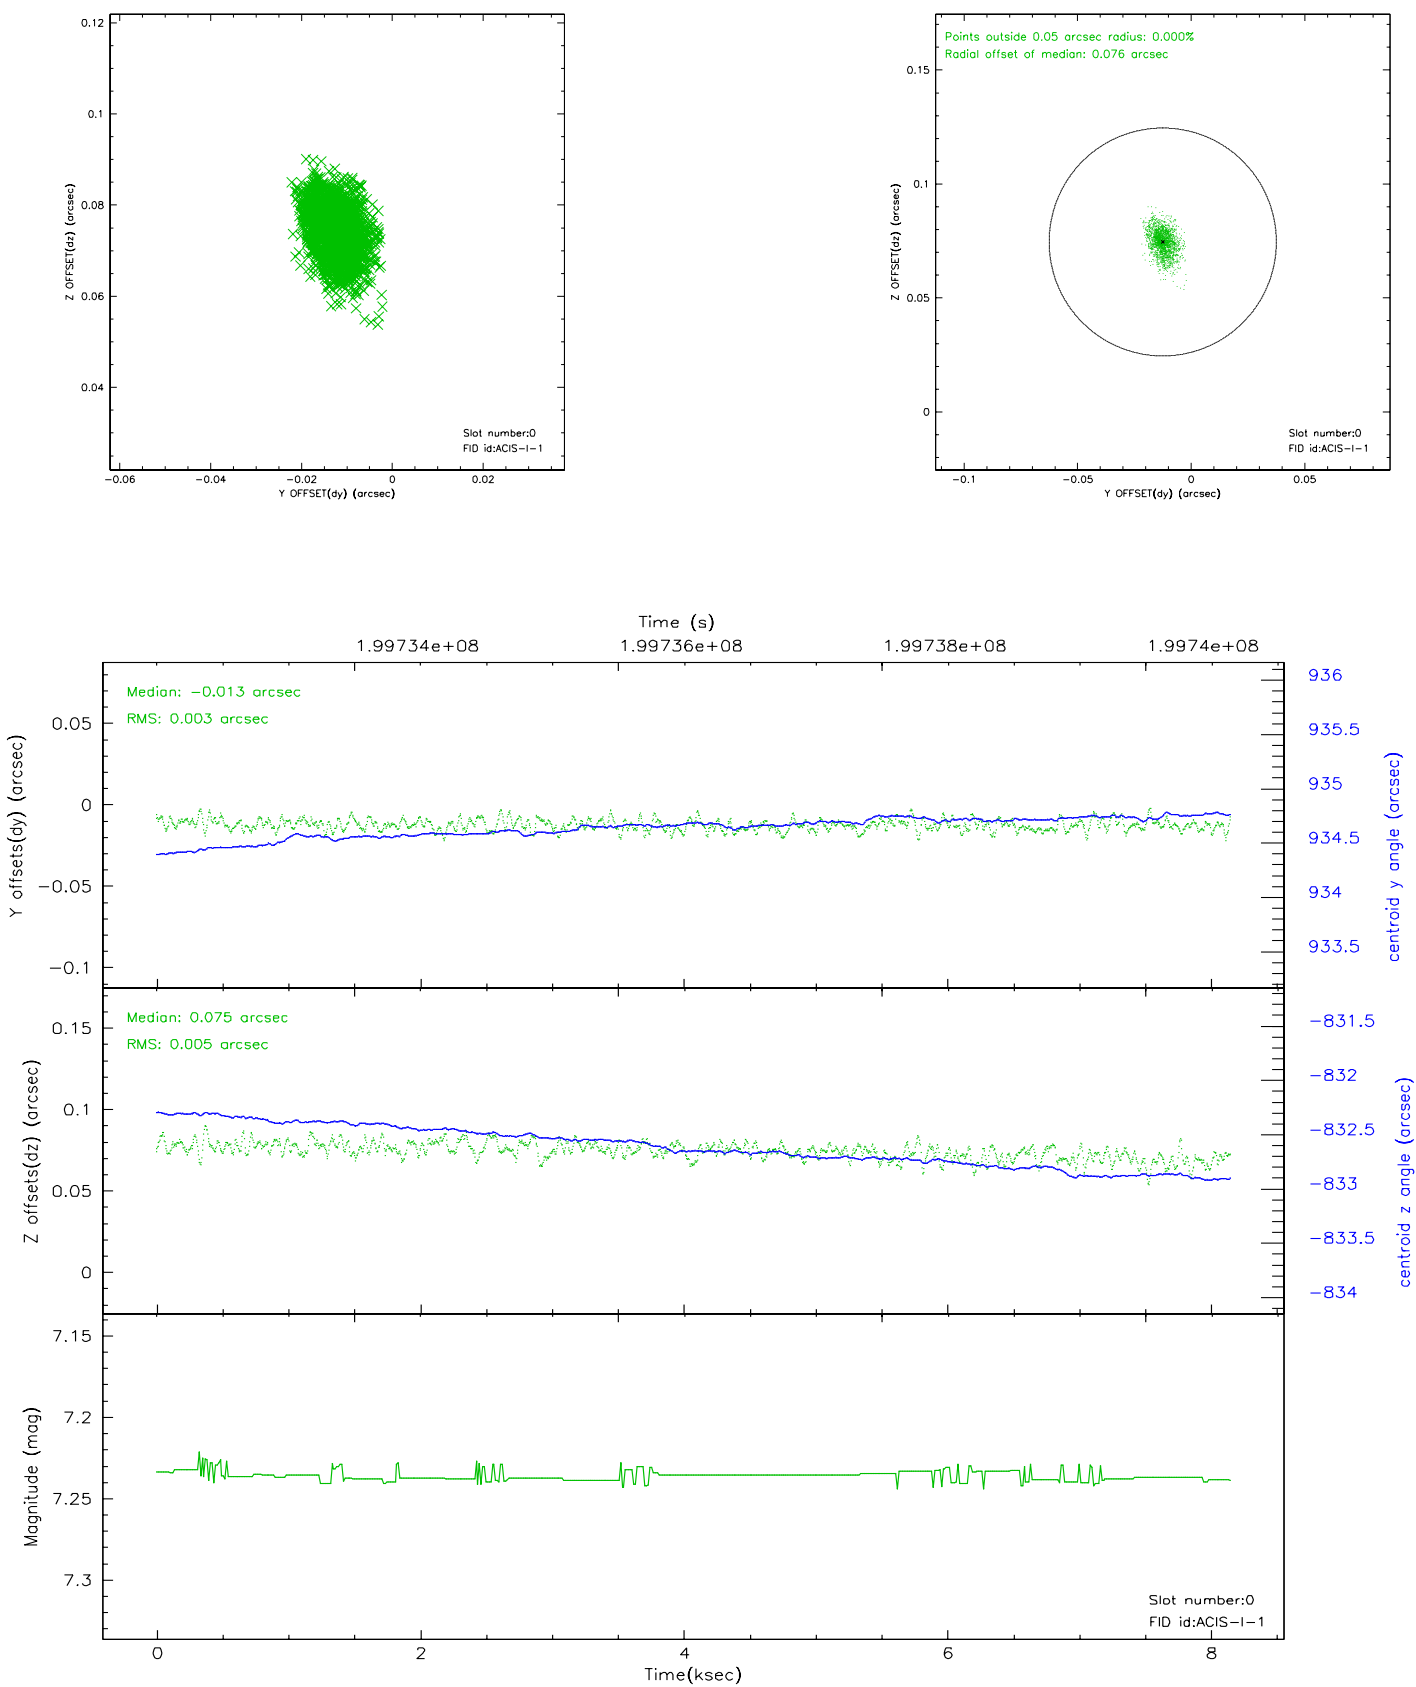 0.12
0.1
0.08
0.06
0.04
Z OFFSET(dz) (arcsec)
Slot number:0
FID id:ACIS-I-1
-0.06 -0.04 -0.02 0 0.02
Y OFFSET(dy) (arcsec)
Points outside 0.05 arcsec radius: 0.000%
Radial offset of median: 0.076 arcsec
0.15
0.1
0.05
0
Z OFFSET(dz) (arcsec)
Slot number:0
FID id:ACIS-I-1
-0.1 -0.05 0 0.05
Y OFFSET(dy) (arcsec)
Time (s)
1.99734e+08 1.99736e+08 1.99738e+08 1.9974e+08
Median: -0.013 arcsec
RMS: 0.003 arcsec
0.05
0
-0.05
-0.1
Y offsets(dy) (arcsec)
936
935.5
935
934.5
934
933.5
centroid y angle (arcsec)
Median: 0.075 arcsec
RMS: 0.005 arcsec
0.15
0.1
0.05
0
Z offsets(dz) (arcsec)
-831.5
-832
-832.5
-833
-833.5
-834
centroid z angle (arcsec)
7.15
7.2
7.25
7.3
Magnitude (mag)
Slot number:0
FID id:ACIS-I-1
0 2 4 6 8
Time(ksec)